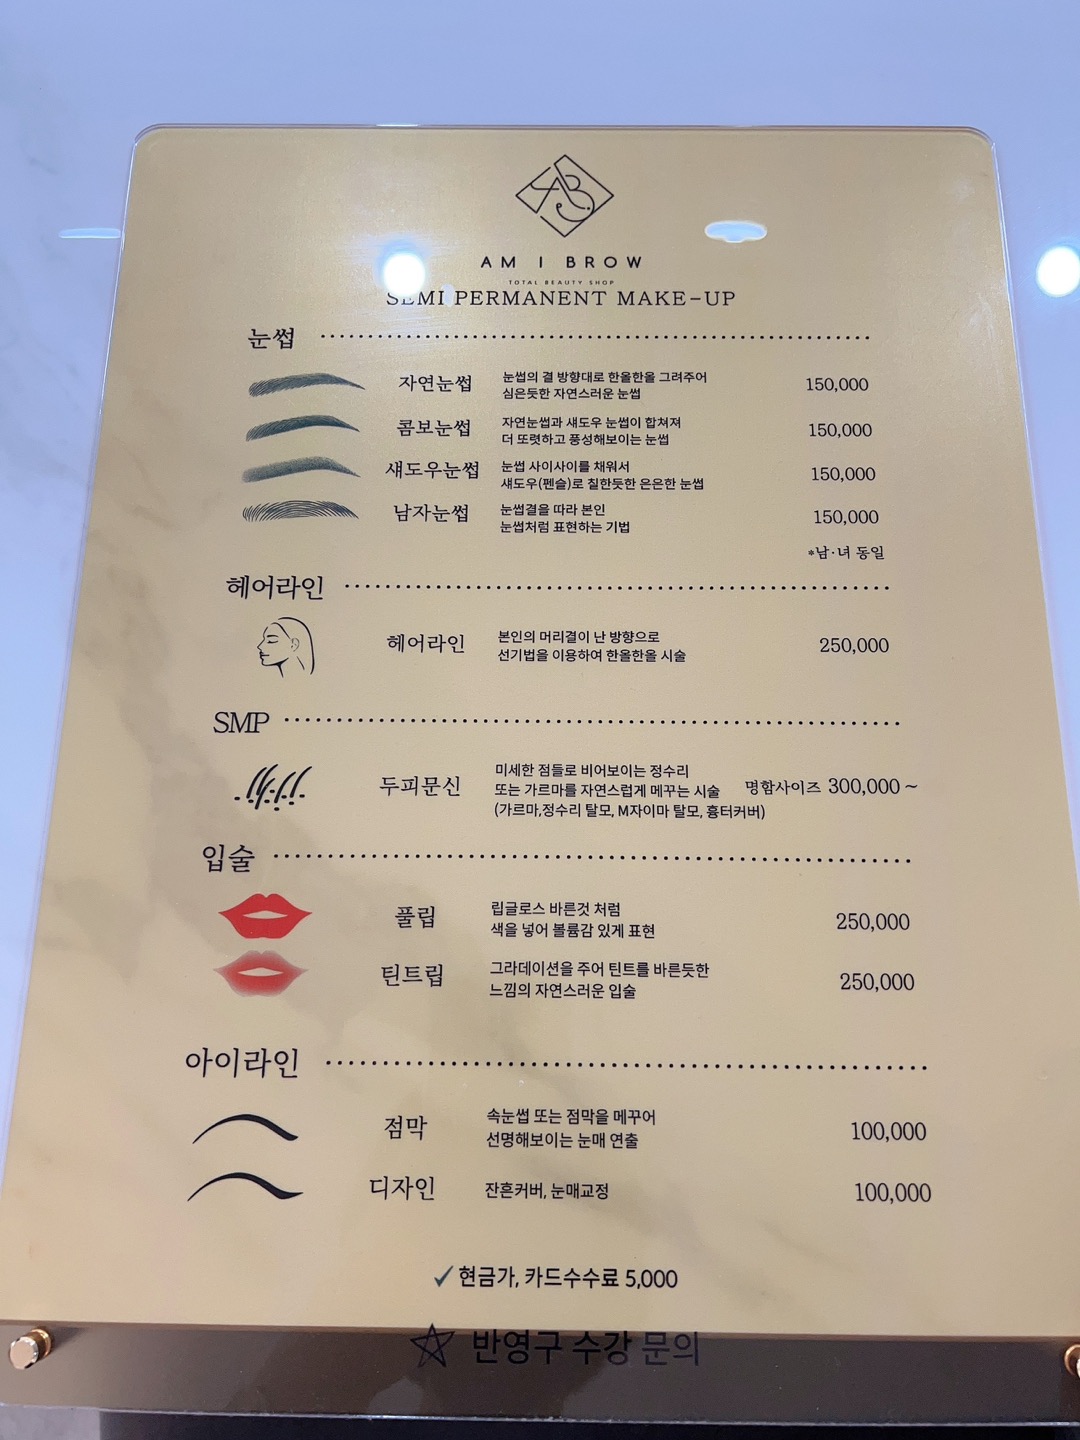 AB
AM I BROW
TOTAL BEAUTY SHOP
SEMI PERMANENT MAKE-UP
눈썹
자연눈썹 눈썹의 결 방향대로 한올한올 그려주어 150,000
심은듯한 자연스러운 눈썹
콤보눈썹 자연눈썹과 섀도우 눈썹이 합쳐져 150,000
더 또렷하고 풍성해보이는 눈썹
섀도우눈썹 눈썹 사이사이를 채워서 150,000
섀도우(펜슬)로 칠한듯한 은은한 눈썹
남자눈썹 눈썹결을 따라 본인 150,000
눈썹처럼 표현하는 기법
*남·녀 동일
헤어라인
헤어라인 본인의 머리결이 난 방향으로 250,000
선기법을 이용하여 한올한올 시술
SMP
두피문신 미세한 점들로 비어보이는 정수리
또는 가르마를 자연스럽게 메꾸는 시술 명함사이즈 300,000~
(가르마,정수리 탈모, M자이마 탈모, 흉터커버)
입술
풀립 립글로스 바른것 처럼 250,000
색을 넣어 볼륨감 있게 표현
틴트립 그라데이션을 주어 틴트를 바른듯한 250,000
느낌의 자연스러운 입술
아이라인
점막 속눈썹 또는 점막을 메꾸어 100,000
선명해보이는 눈매 연출
디자인 잔흔커버, 눈매교정 100,000
✓현금가, 카드수수료 5,000
☆ 반영구 수강 문의